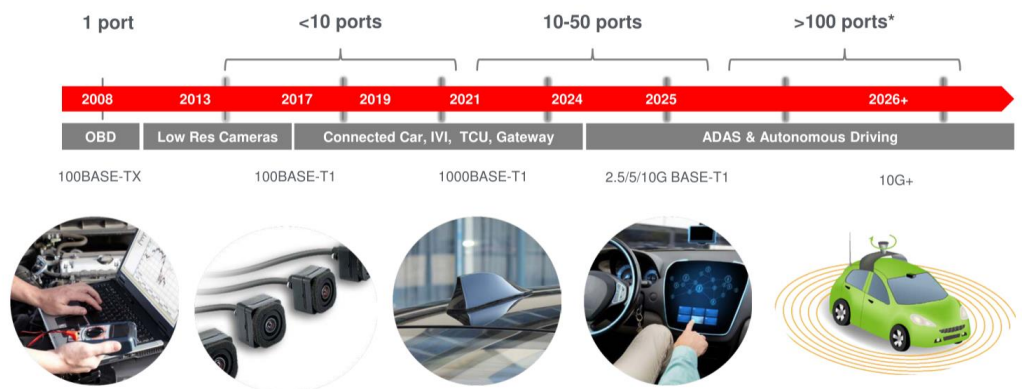 1 port
<10 ports
10-50 ports
>100 ports*
2008
2013
2017
2019
2021
2024
2025
2026+
OBD
Low Res Cameras
Connected Car, IVI, TCU, Gateway
ADAS & Autonomous Driving
100BASE-TX
100BASE-T1
1000BASE-T1
2.5/5/10G BASE-T1
10G+